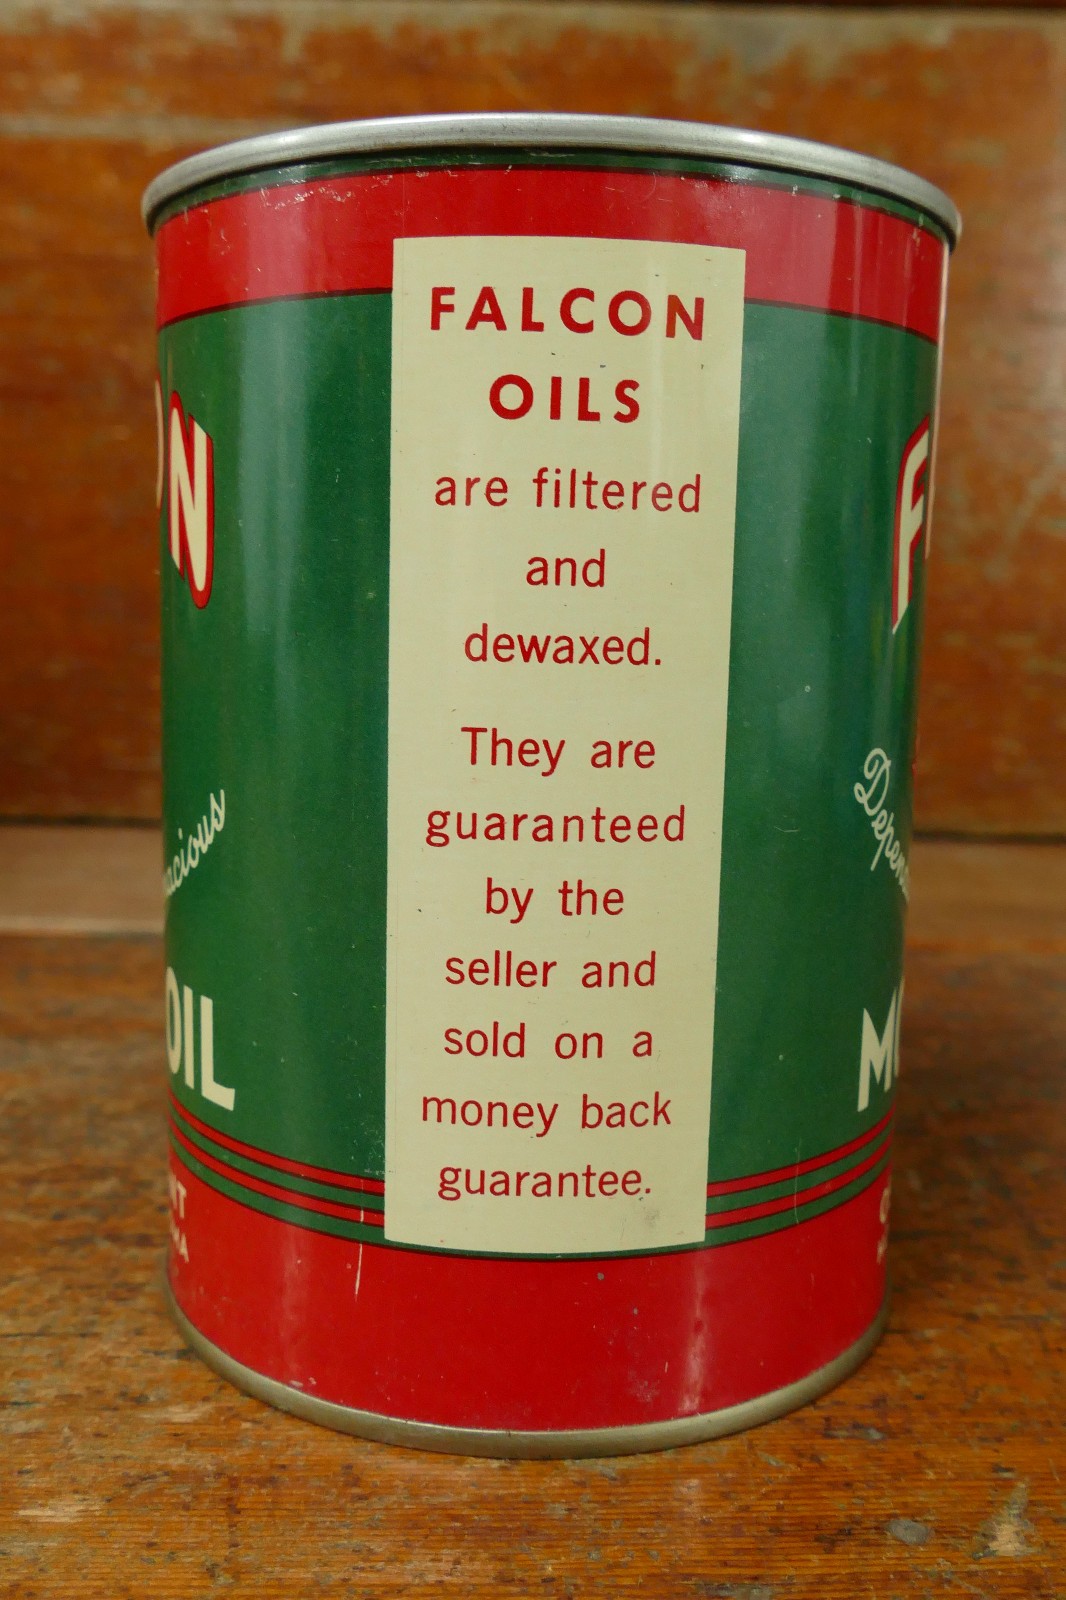 FALCON
OILS
are filtered
and
dewaxed.
They are
guaranteed
by the
seller and
sold on a
money back
guarantee.
OIL